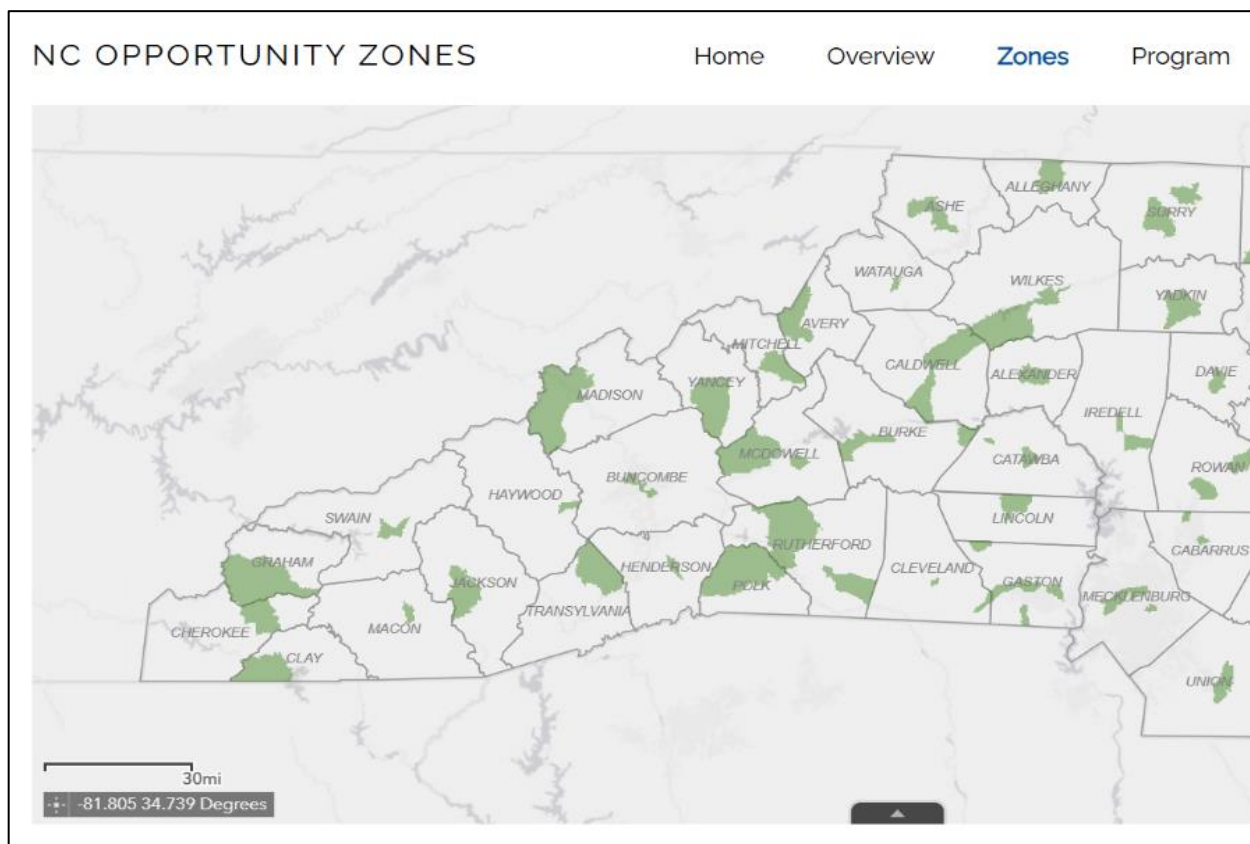 NC OPPORTUNITY ZONES
Home Overview Zones Program
ALLEGHANY
ASHE
SURRY
WATAUGA
WILKES
YADKIN
AVERY
MITCHELL
CALDWELL
ALEXANDER
DAVIE
YANCEY
MADISON
IREDELL
BURKE
MCDOWELL
CATAWBA
ROWAN
BUNCOMBE
HAYWOOD
SWAIN
LINCOLN
RUTHERFORD
CABARRUS
GRAHAM
HENDERSON
CLEVELAND
JACKSON
POLK
GASTON
MECKLENBURG
TRANSYLVANIA
MACON
CHEROKEE
CLAY
UNION
30mi
-81.805 34.739 Degrees